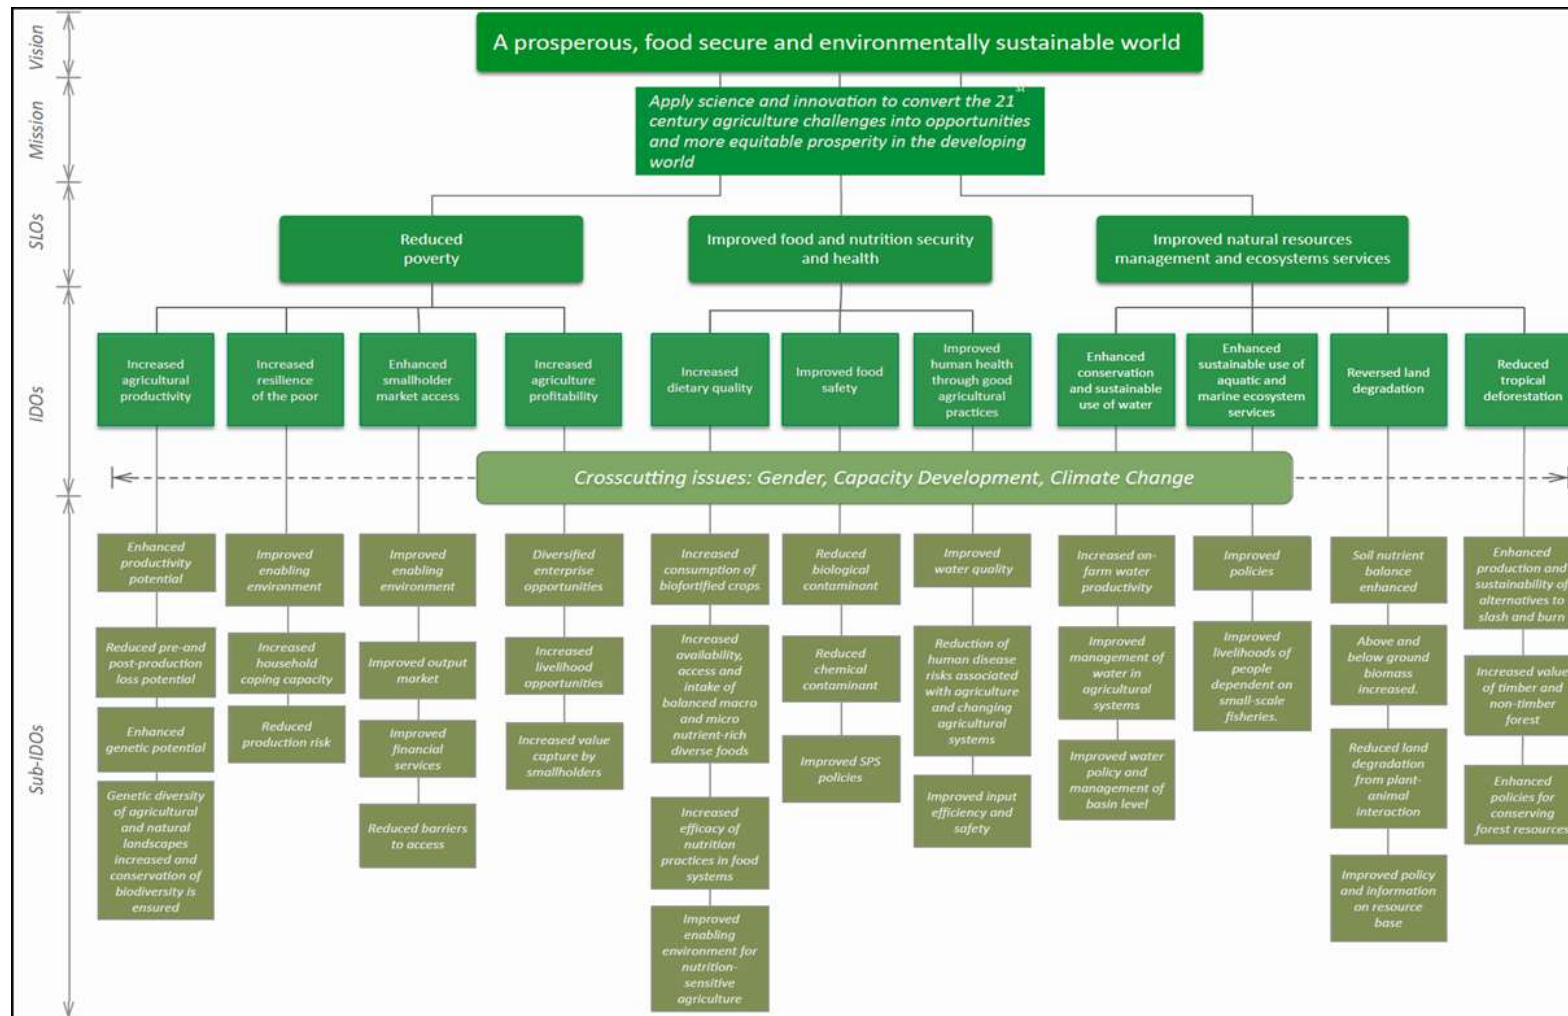 Vision
A prosperous, food secure and environmentally sustainable world
Mission
Apply science and innovation to convert the 21st
century agriculture challenges into opportunities
and more equitable prosperity in the developing
world
SLOs
Reduced
poverty
Improved food and nutrition security
and health
Improved natural resources
management and ecosystems services
IDOs
Increased
agricultural
productivity
Increased
resilience
of the poor
Enhanced
smallholder
market access
Increased
agriculture
profitability
Increased
dietary quality
Improved food
safety
Improved
human health
through good
agricultural
practices
Enhanced
conservation
and sustainable
use of water
Enhanced
sustainable use of
aquatic and
marine ecosystem
services
Reversed land
degradation
Reduced
tropical
deforestation
Crosscutting issues: Gender, Capacity Development, Climate Change
Sub-IDOs
Enhanced
productivity
potential
Reduced pre-and
post-production
loss potential
Enhanced
genetic potential
Genetic diversity
of agricultural
and natural
landscapes
increased and
conservation of
biodiversity is
ensured
Improved
enabling
environment
Increased
household
coping capacity
Reduced
production risk
Improved
enabling
environment
Improved output
market
Improved
financial
services
Reduced barriers
to access
Diversified
enterprise
opportunities
Increased
livelihood
opportunities
Increased value
capture by
smallholders
Increased
consumption of
biofortified crops
Increased
availability,
access and
intake of
balanced macro
and micro
nutrient-rich
diverse foods
Increased
efficacy of
nutrition
practices in food
systems
Improved
enabling
environment for
nutrition-
sensitive
agriculture
Reduced
biological
contaminant
Reduced
chemical
contaminant
Improved SPS
policies
Improved
water quality
Reduction of
human disease
risks associated
with agriculture
and changing
agricultural
systems
Improved input
efficiency and
safety
Increased on-
farm water
productivity
Improved
management of
water in
agricultural
systems
Improved water
policy and
management of
basin level
Improved
policies
Improved
livelihoods of
people
dependent on
small-scale
fisheries.
Soil nutrient
balance
enhanced
Above and
below ground
biomass
increased.
Reduced land
degradation
from plant-
animal
interaction
Improved policy
and information
on resource
base
Enhanced
production and
sustainability of
alternatives to
slash and burn
Increased value
of timber and
non-timber
forest
Enhanced
policies for
conserving
forest resources